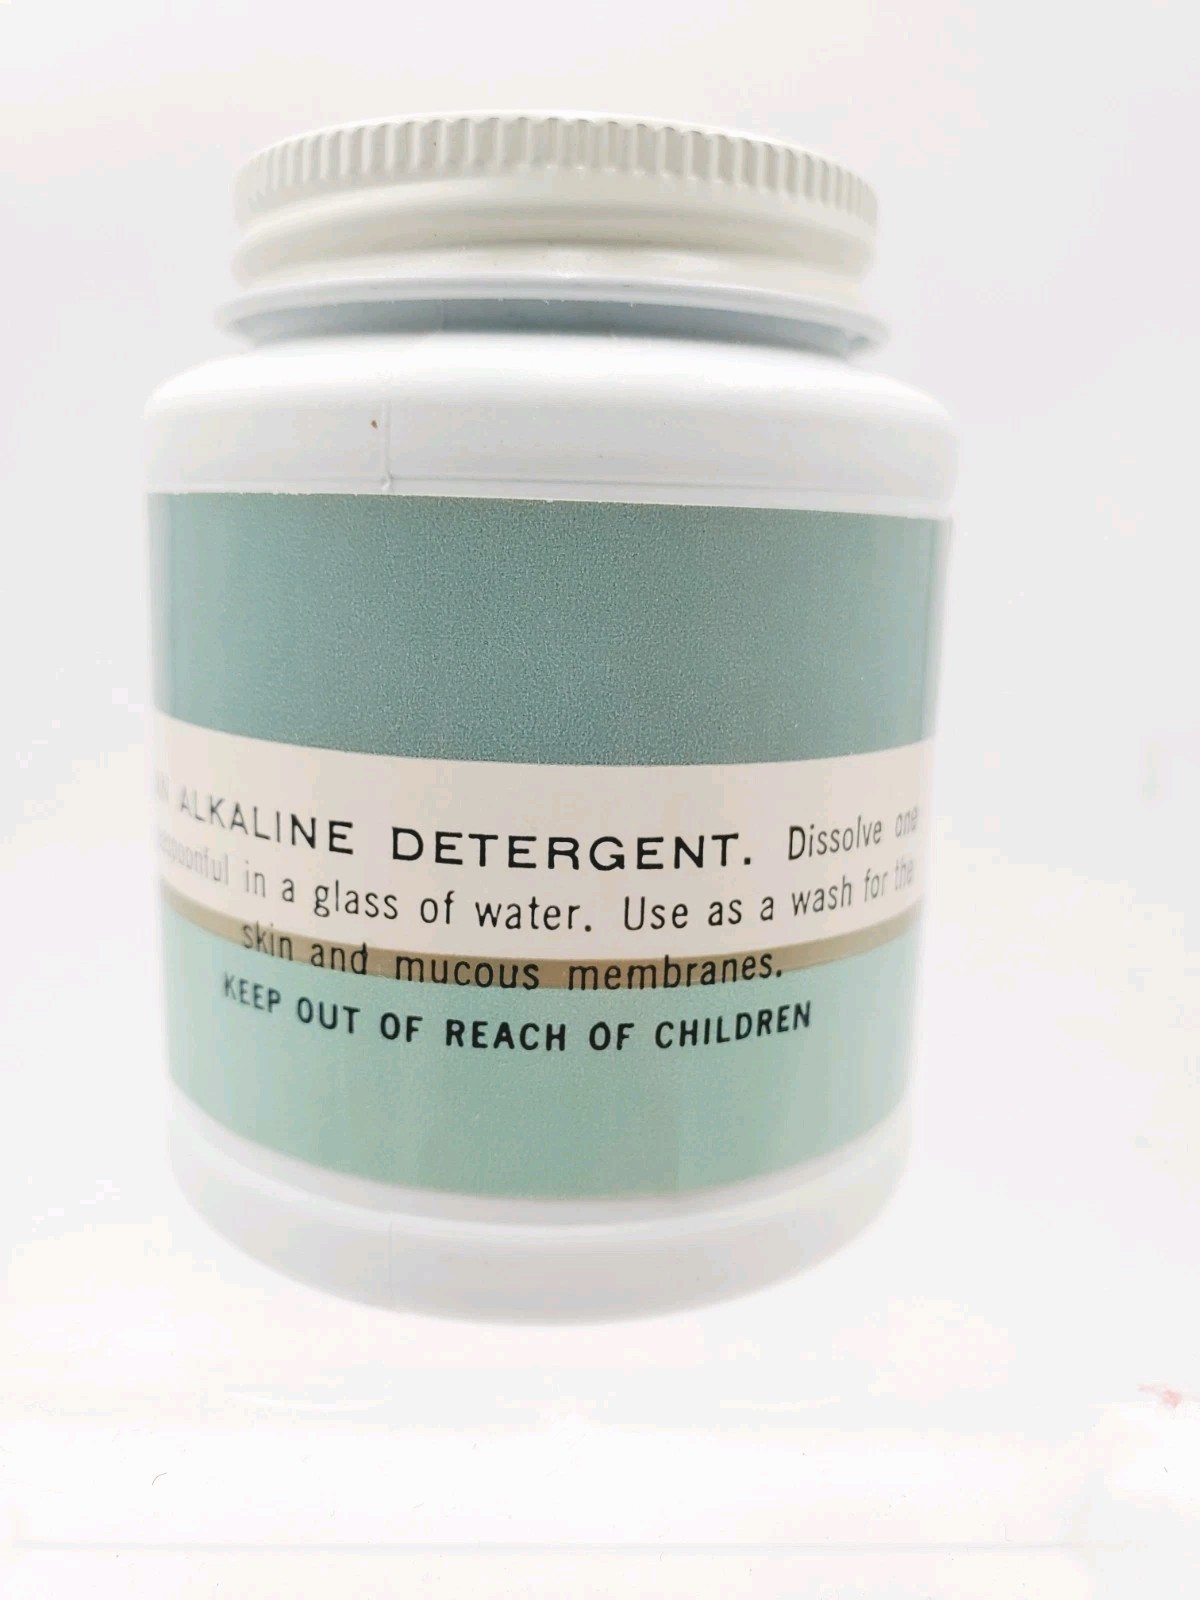 ALKALINE DETERGENT. Dissolve one
in a glass of water. Use as a wash for the
skin and mucous membranes.
KEEP OUT OF REACH OF CHILDREN